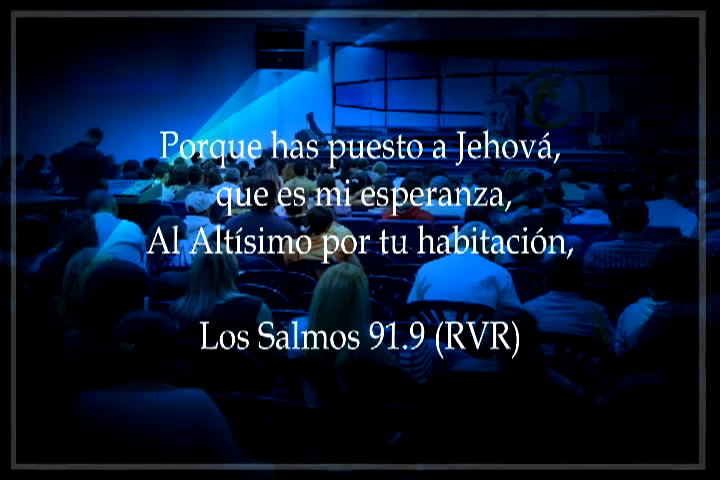 Porque has puesto a Jehová,
que es mi esperanza,
Al Altísimo por tu habitación,
Los Salmos 91.9 (RVR)